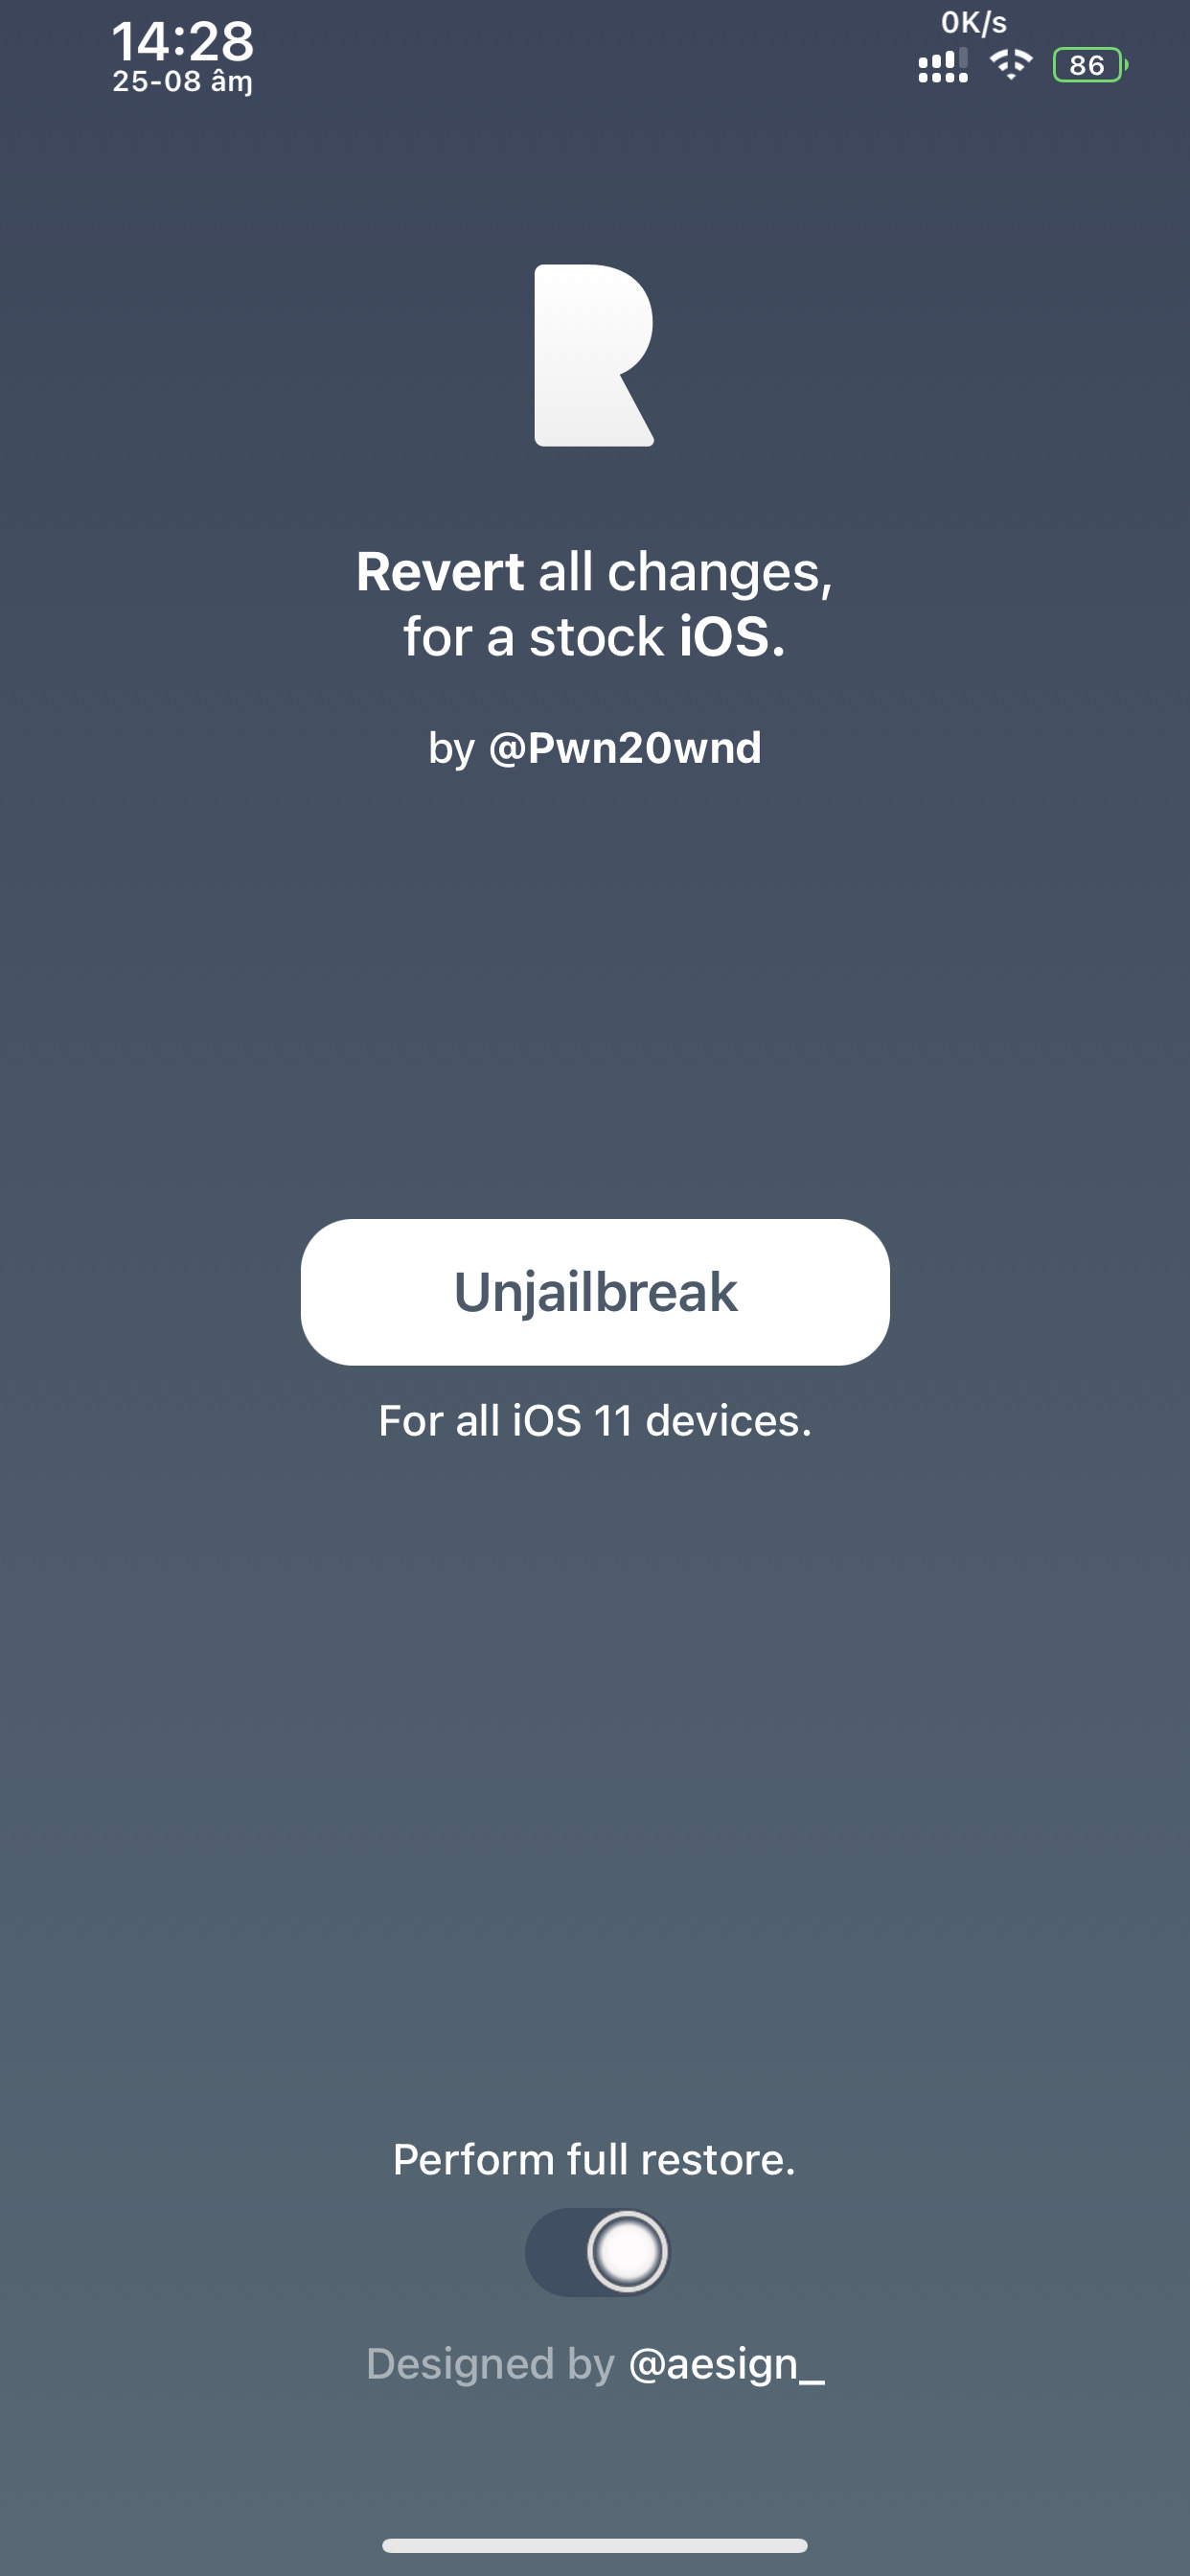 14:28
25-08 âɱ
0K/s
86
R
Revert all changes,
for a stock iOS.
by @Pwn20wnd
Unjailbreak
For all iOS 11 devices.
Perform full restore.
Designed by @aesign_